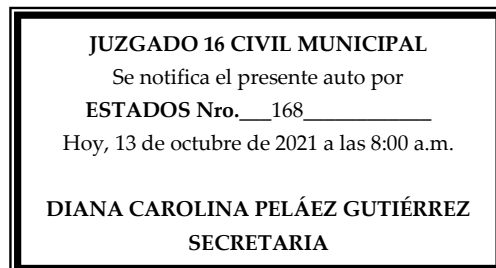 JUZGADO 16 CIVIL MUNICIPAL
Se notifica el presente auto por
ESTADOS Nro.___168____________
Hoy, 13 de octubre de 2021 a las 8:00 a.m.
DIANA CAROLINA PELÁEZ GUTIÉRREZ
SECRETARIA